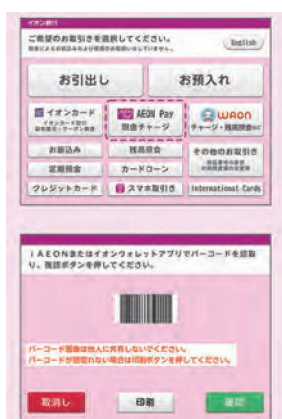 イオン銀行
ご希望のお取引きを選択してください。
English
お引出し
お預入れ
イオンカード
AEON Pay
現金チャージ
WAON
チャージ・残高照会etc
お振込み
残高照会
その他のお取引き
定期預金
カードローン
クレジットカード
スマホ取引き
International Cards
iAEONまたはイオンウォレットアプリでバーコードを読取
り、確認ボタンを押してください。
バーコード画像は他人に共有しないでください。
バーコードが読取れない場合は印刷ボタンを押してください。
取消し
印刷
確認